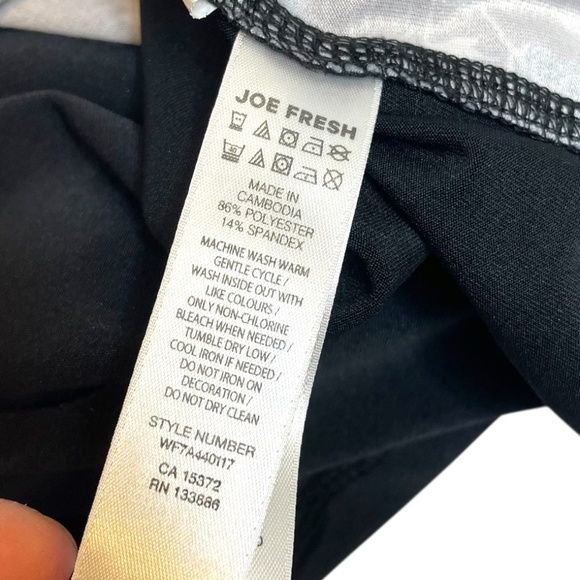 JOE FRESH
MADE IN
CAMBODIA
86% POLYESTER
14% SPANDEX
MACHINE WASH WARM
GENTLE CYCLE /
WASH INSIDE OUT WITH
LIKE COLOURS /
ONLY NON-CHLORINE
BLEACH WHEN NEEDED /
TUMBLE DRY LOW /
COOL IRON IF NEEDED /
DO NOT IRON ON
DECORATION /
DO NOT DRY CLEAN
STYLE NUMBER
WF7A440117
CA 15372
RN 133686